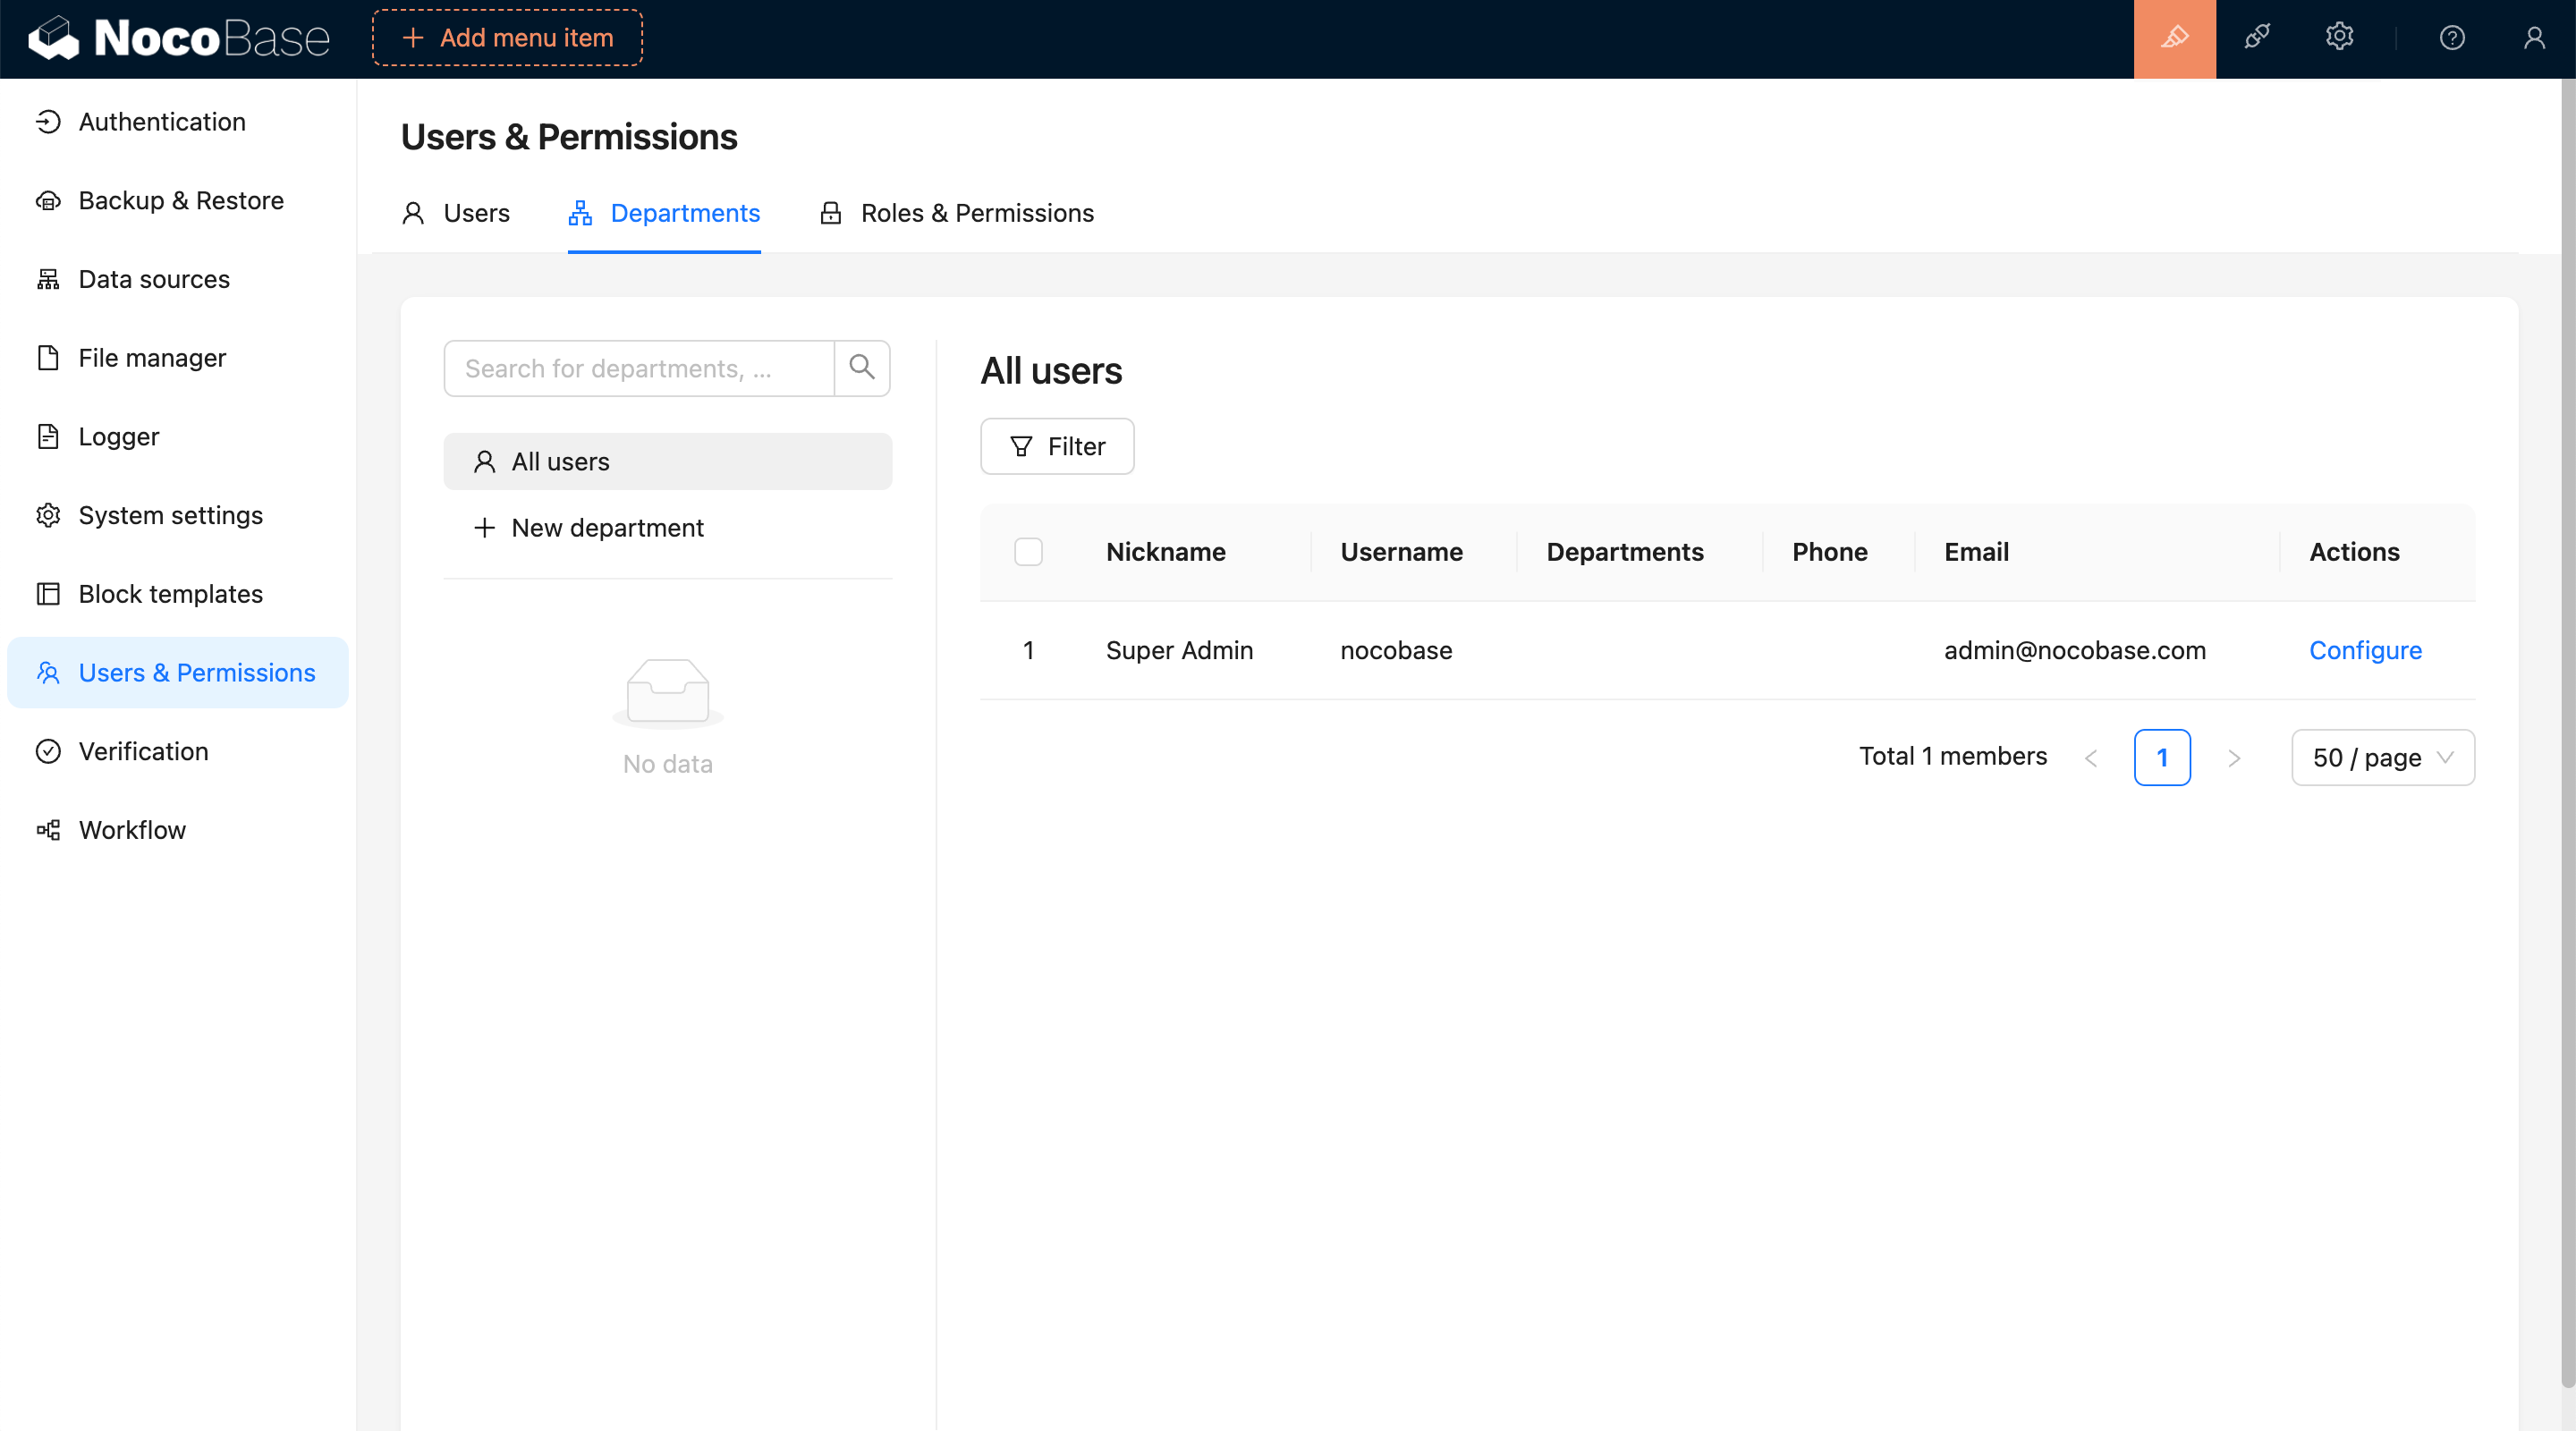 NocoBase
Add menu item
Authentication
Backup & Restore
Data sources
File manager
Logger
System settings
Block templates
Users & Permissions
Verification
Workflow
Users & Permissions
Users
Departments
Roles & Permissions
Search for departments, ...
All users
New department
No data
All users
Filter
Nickname Username Departments Phone Email Actions
1 Super Admin nocobase admin@nocobase.com Configure
Total 1 members 1 50 / page